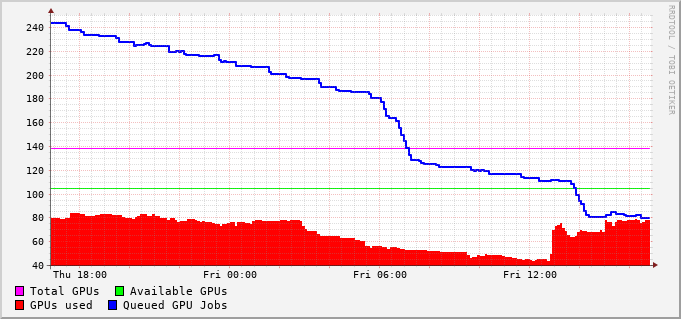 RRDTOOL / TOBI OETIKER
240
220
200
180
160
140
120
100
80
60
40
Thu 18:00 Fri 00:00 Fri 06:00 Fri 12:00
Total GPUs Available GPUs
GPUs used Queued GPU Jobs